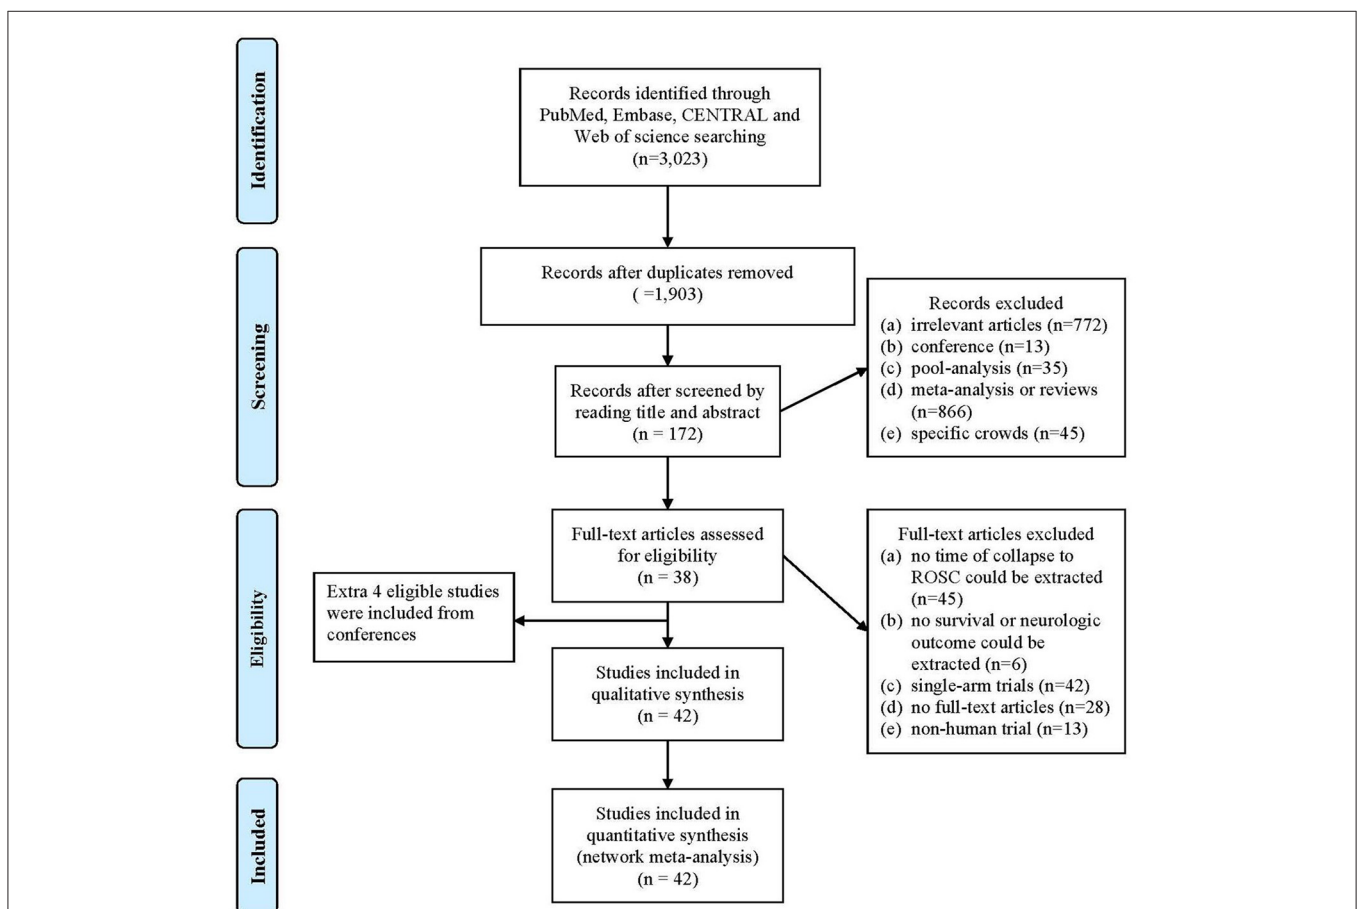 Identification
Records identified through
PubMed, Embase, CENTRAL and
Web of science searching
(n=3,023)
Screening
Records after duplicates removed
( =1,903)
Records after screened by
reading title and abstract
(n = 172)
Records excluded
(a) irrelevant articles (n=772)
(b) conference (n=13)
(c) pool-analysis (n=35)
(d) meta-analysis or reviews
(n=866)
(e) specific crowds (n=45)
Eligibility
Full-text articles assessed
for eligibility
(n = 38)
Extra 4 eligible studies
were included from
conferences
Full-text articles excluded
(a) no time of collapse to
ROSC could be extracted
(n=45)
(b) no survival or neurologic
outcome could be
extracted (n=6)
(c) single-arm trials (n=42)
(d) no full-text articles (n=28)
(e) non-human trial (n=13)
Studies included in
qualitative synthesis
(n = 42)
Included
Studies included in
quantitative synthesis
(network meta-analysis)
(n = 42)